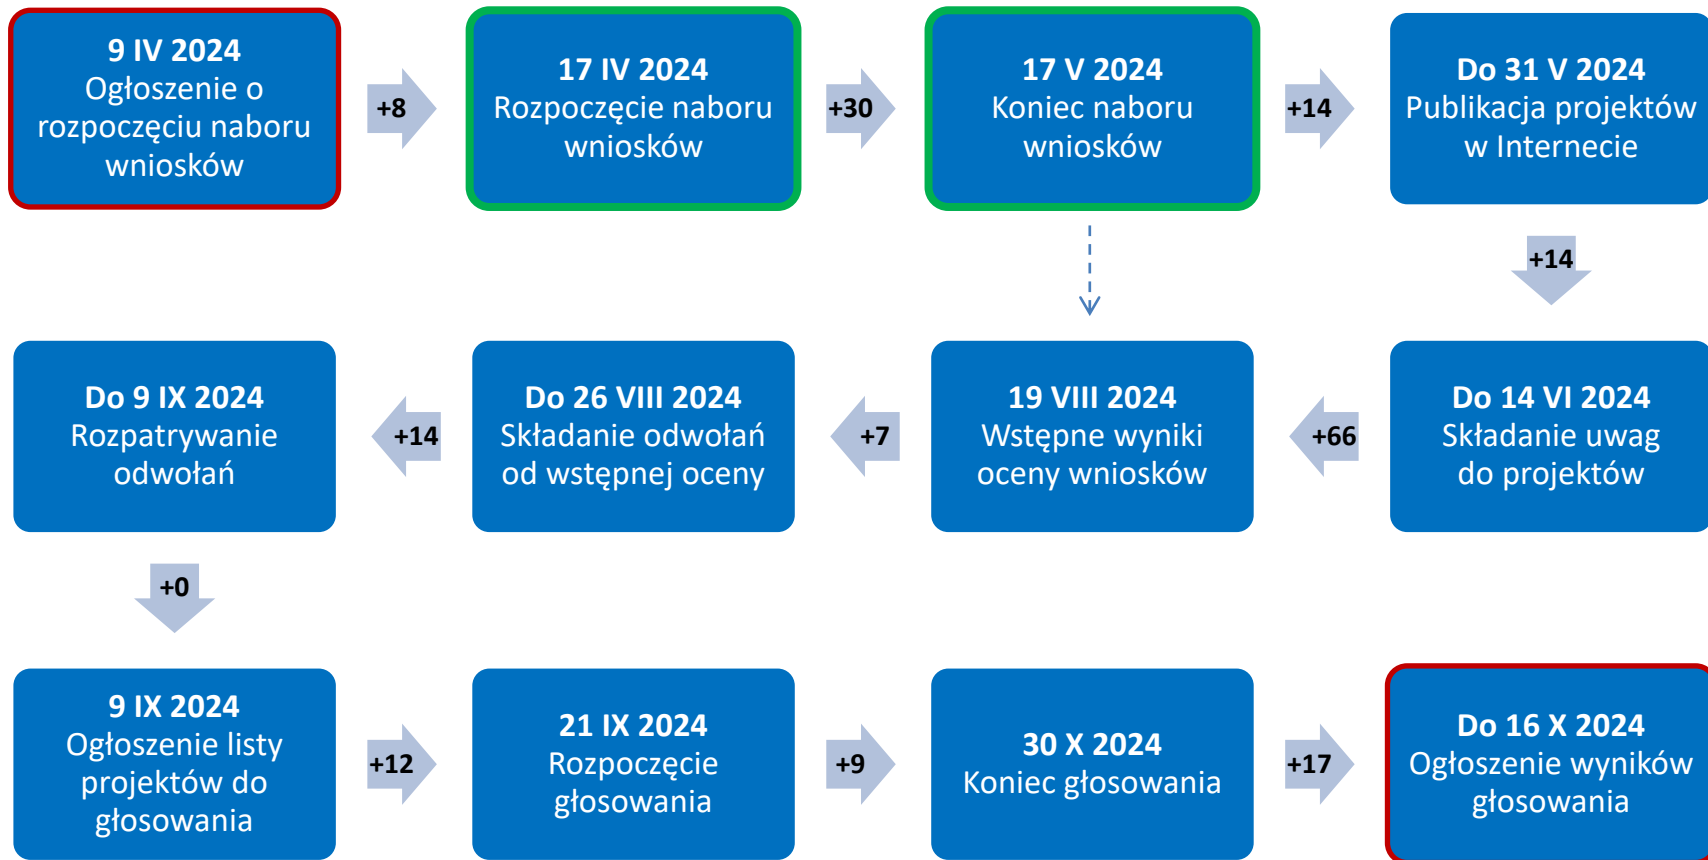 9 IV 2024
Ogłoszenie o
rozpoczęciu naboru
wniosków
+8
17 IV 2024
Rozpoczęcie naboru
wniosków
+30
17 V 2024
Koniec naboru
wniosków
+14
Do 31 V 2024
Publikacja projektów
w Internecie
+14
Do 14 VI 2024
Składanie uwag
do projektów
+66
19 VIII 2024
Wstępne wyniki
oceny wniosków
+7
Do 26 VIII 2024
Składanie odwołań
od wstępnej oceny
+14
Do 9 IX 2024
Rozpatrywanie
odwołań
+0
9 IX 2024
Ogłoszenie listy
projektów do
głosowania
+12
21 IX 2024
Rozpoczęcie
głosowania
+9
30 X 2024
Koniec głosowania
+17
Do 16 X 2024
Ogłoszenie wyników
głosowania